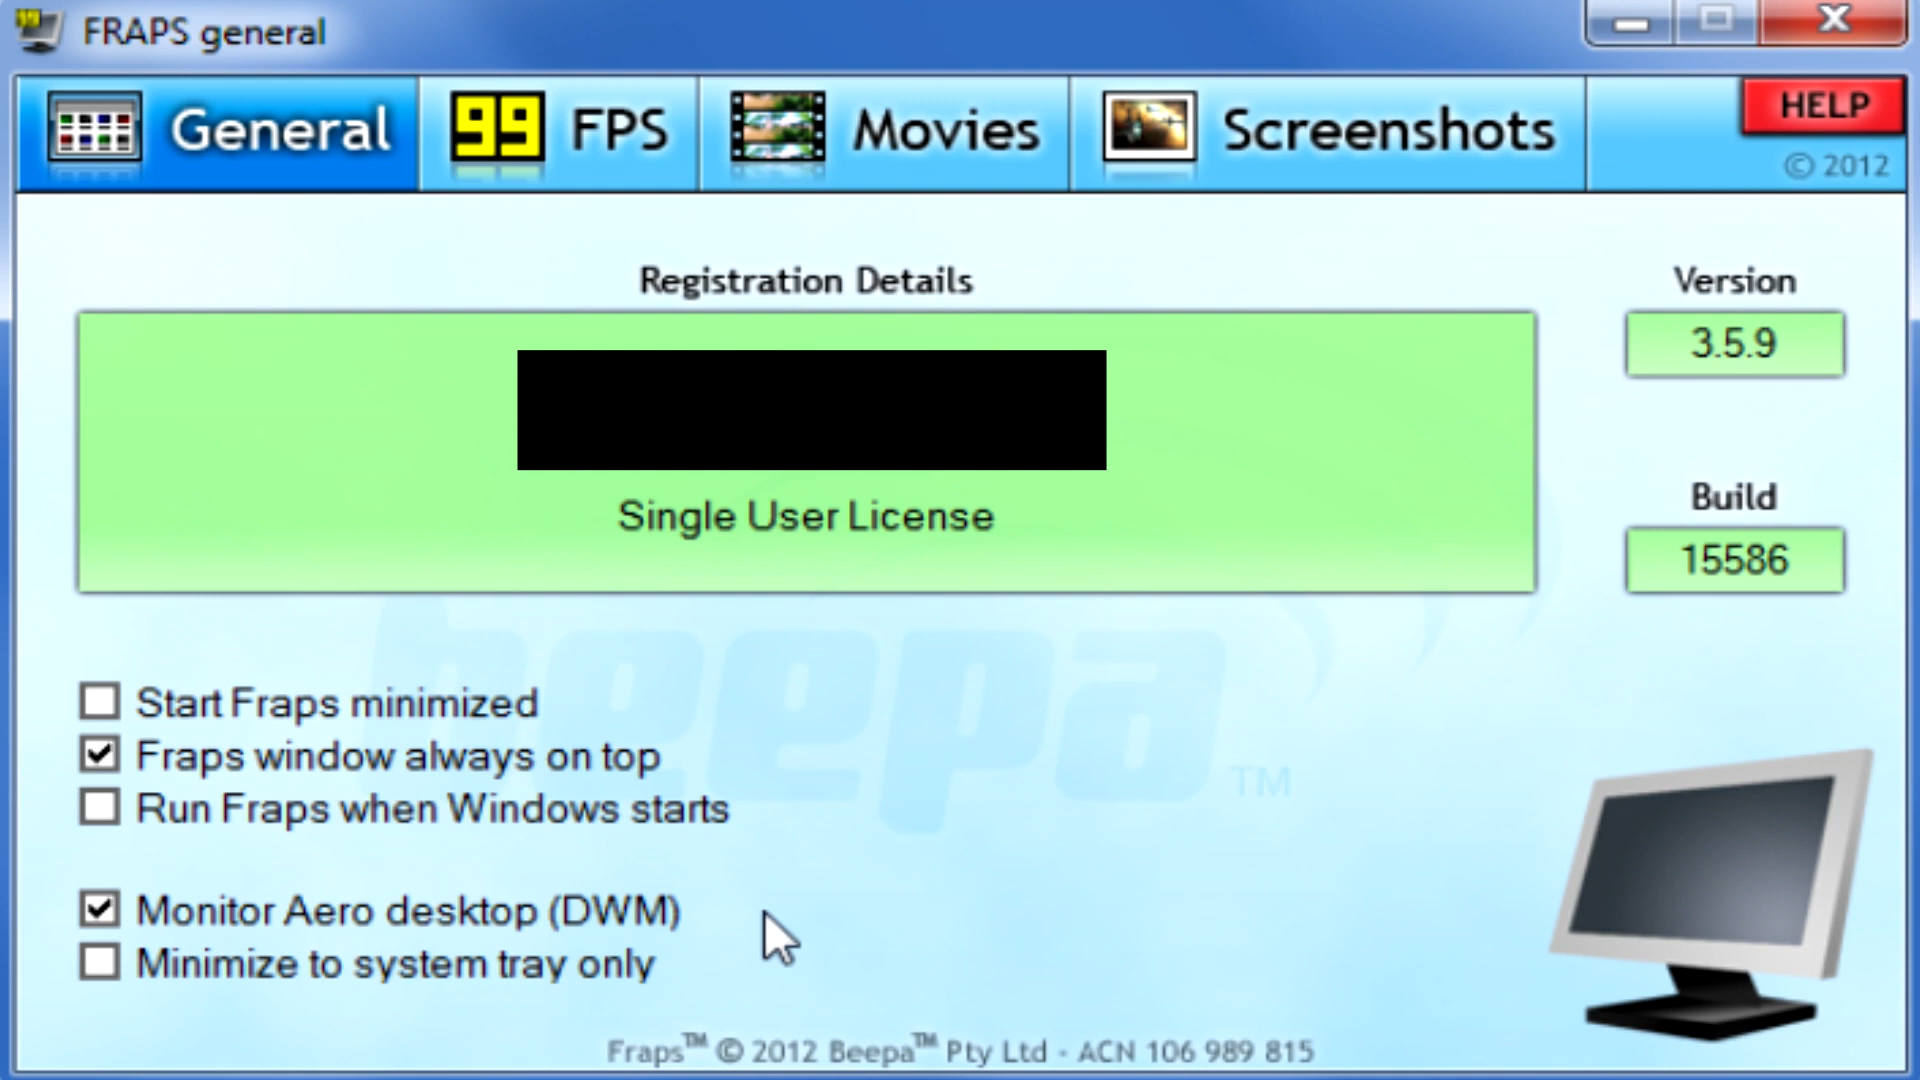 FRAPS general
General
99 FPS
Movies
Screenshots
HELP
© 2012
Registration Details
Version
3.5.9
Single User License
Build
15586
beepa TM
Start Fraps minimized
Fraps window always on top
Run Fraps when Windows starts
Monitor Aero desktop (DWM)
Minimize to system tray only
Fraps™ © 2012 Beepa™ Pty Ltd - ACN 106 989 815